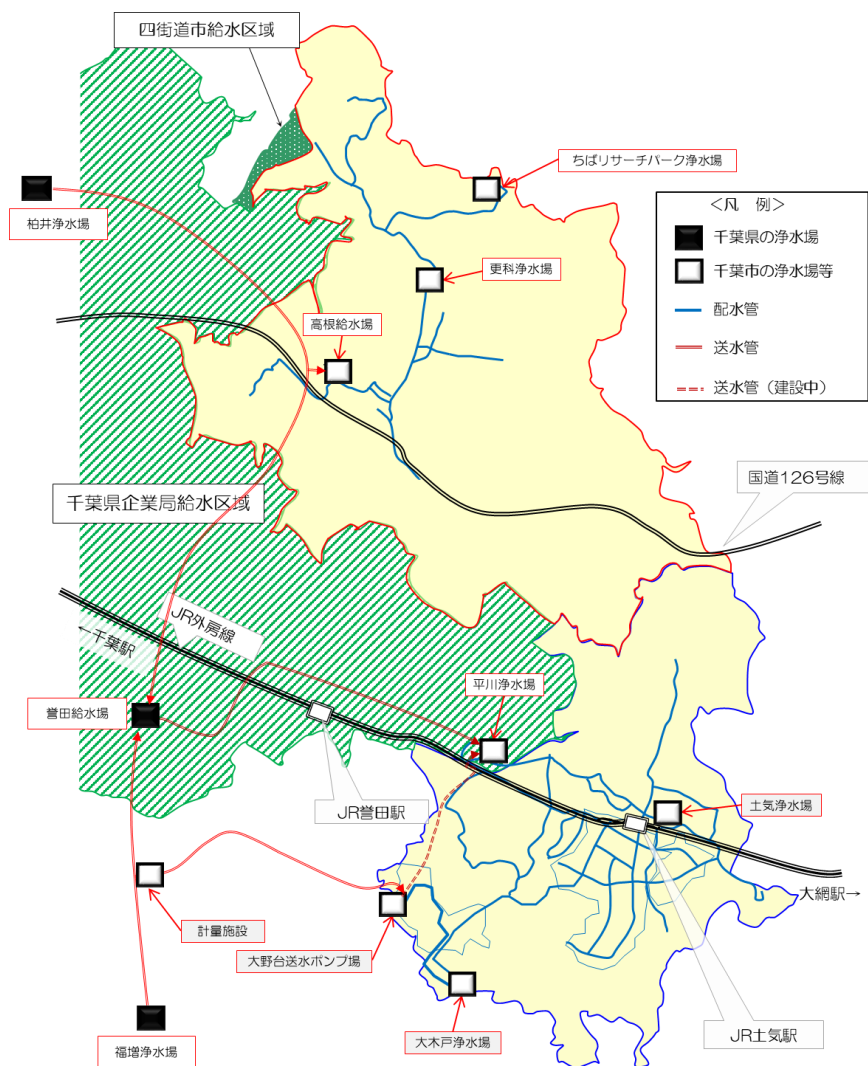 四街道市給水区域
ちばリサーチパーク浄水場
柏井浄水場
更科浄水場
高根給水場
<凡　例>
千葉県の浄水場
千葉市の浄水場等
配水管
送水管
送水管（建設中）
国道126号線
千葉県企業局給水区域
JR外房線
←千葉駅
誉田給水場
平川浄水場
JR誉田駅
土気浄水場
大網駅→
計量施設
大野台送水ポンプ場
大木戸浄水場
JR土気駅
福増浄水場